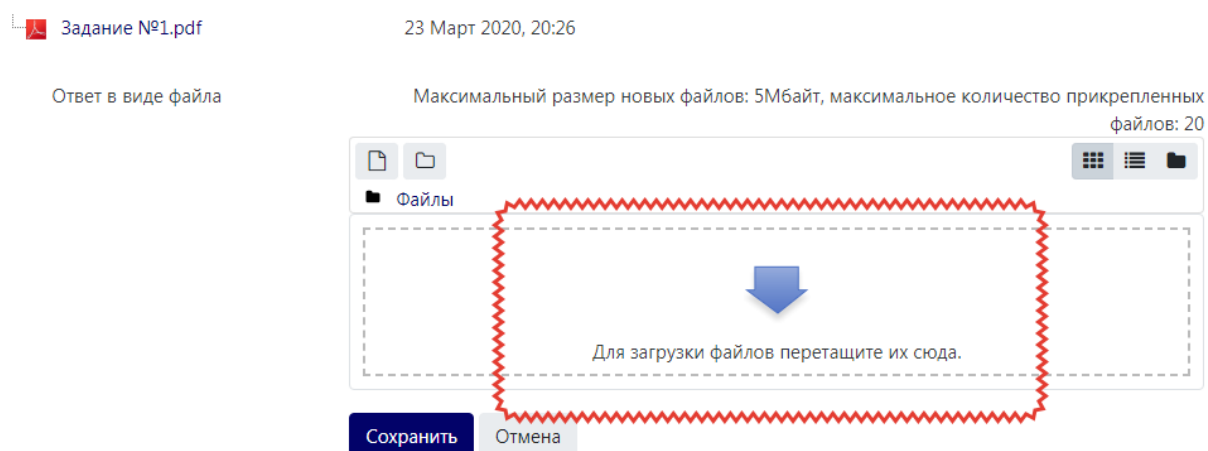 Задание №1.pdf 23 Март 2020, 20:26
Ответ в виде файла Максимальный размер новых файлов: 5Мбайт, максимальное количество прикрепленных
файлов: 20
Файлы
Для загрузки файлов перетащите их сюда.
Сохранить Отмена